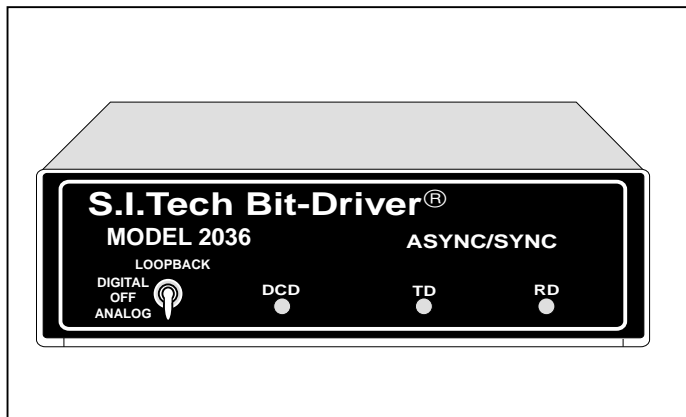 S.I.Tech Bit-Driver®
MODEL 2036
ASYNC/SYNC
LOOPBACK
DIGITAL
OFF
ANALOG
DCD
TD
RD